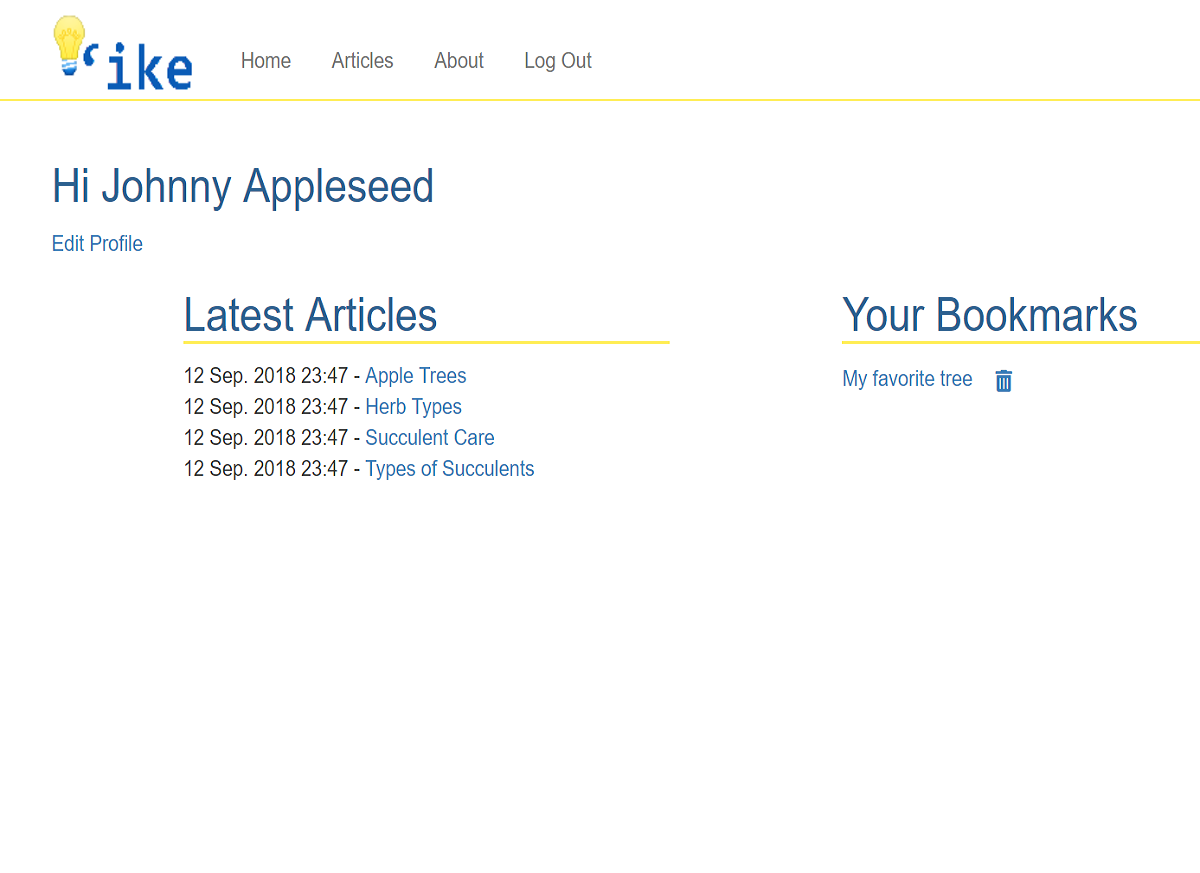 ʻike
Home Articles About Log Out
Hi Johnny Appleseed
Edit Profile
Latest Articles
12 Sep. 2018 23:47 - Apple Trees
12 Sep. 2018 23:47 - Herb Types
12 Sep. 2018 23:47 - Succulent Care
12 Sep. 2018 23:47 - Types of Succulents
Your Bookmarks
My favorite tree